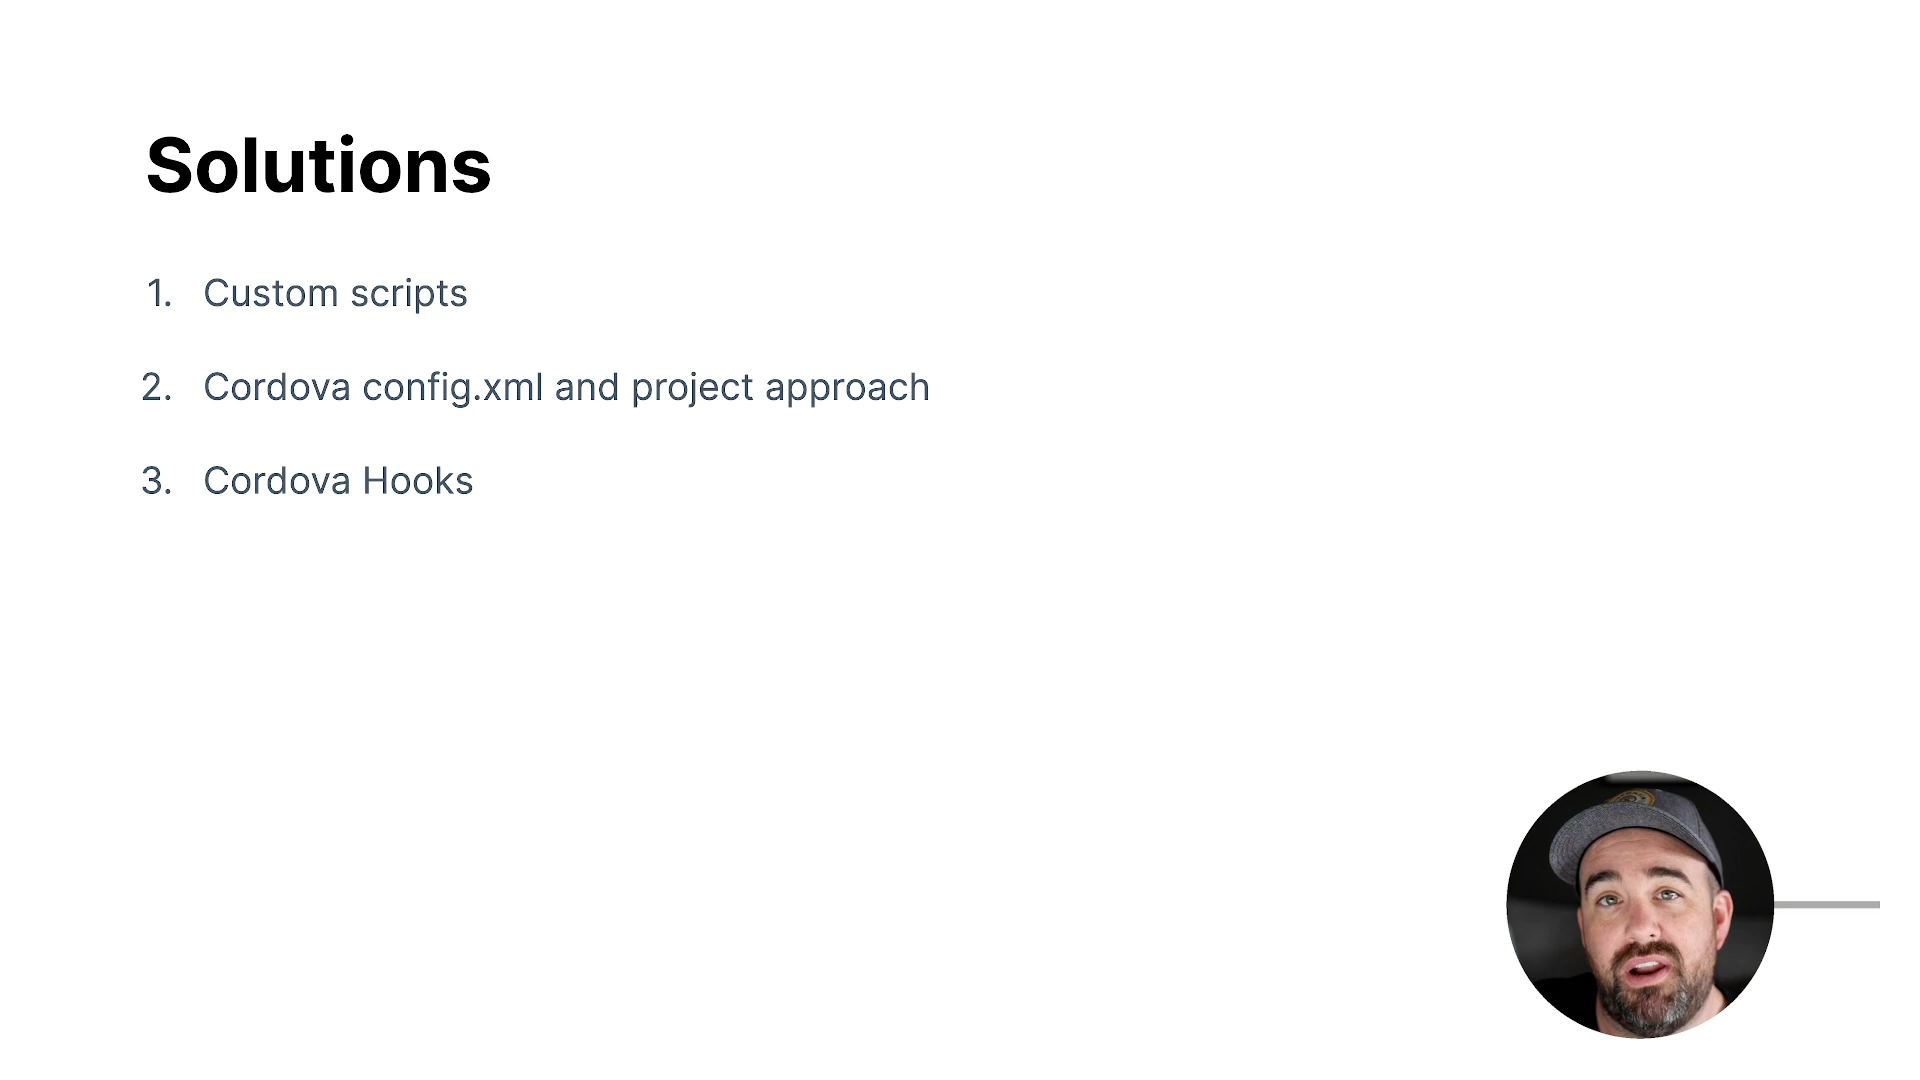 Solutions
1. Custom scripts
2. Cordova config.xml and project approach
3. Cordova Hooks